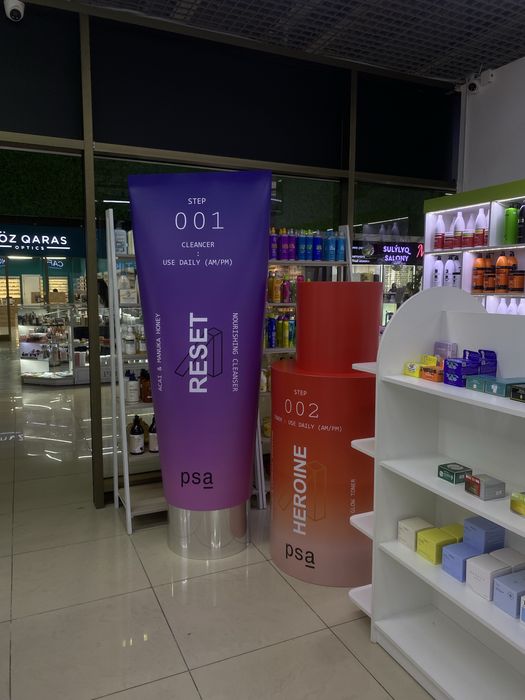 STEP
001
CLEANCER
:
USE DAILY (AM/PM)
ACAI & MANUKA HONEY
RESET
NOURISHING CLEANSER
psa
STEP
002
TONER : USE DAILY (AM/PM)
HEROINE
GLOW TONER
psa
ÖZ QARAS
OPTICS
SULÝLYQ
SALONY